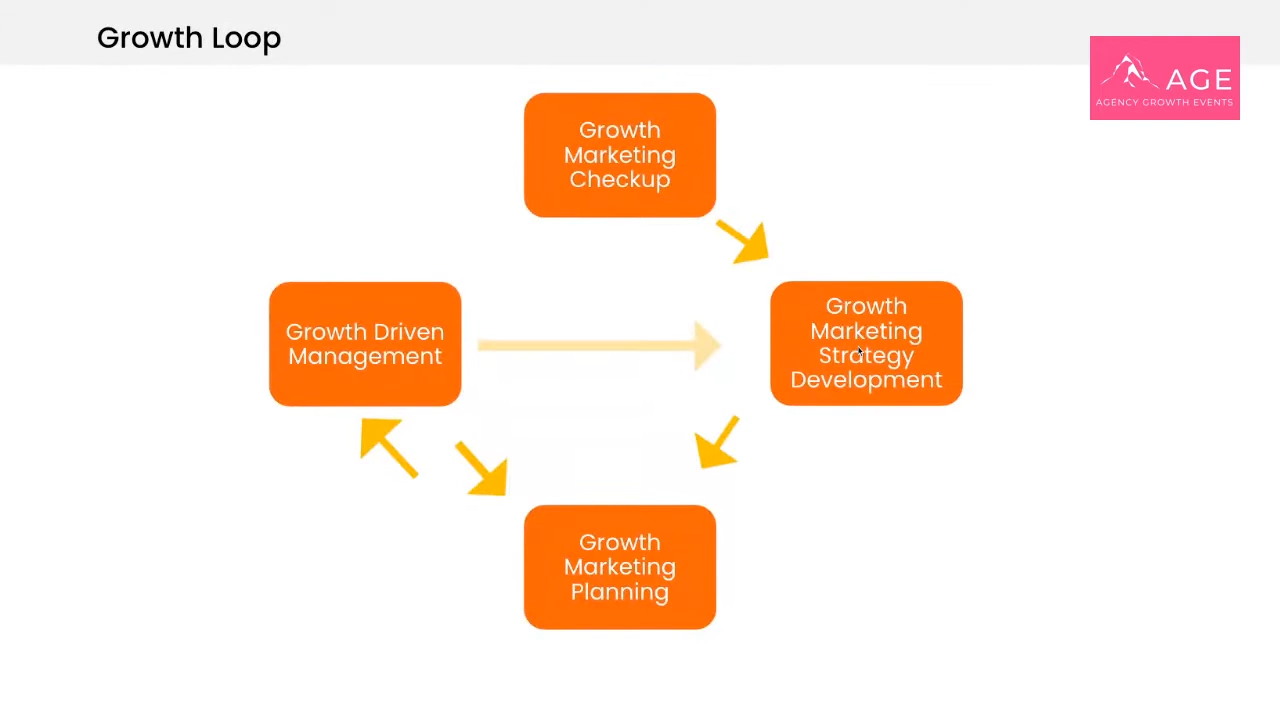 Growth Loop
AGE
AGENCY GROWTH EVENTS
Growth
Marketing
Checkup
Growth Driven
Management
Growth
Marketing
Strategy
Development
Growth
Marketing
Planning